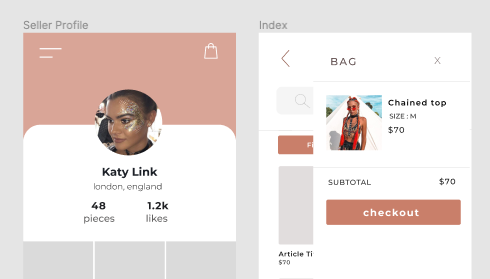 Seller Profile
Katy Link
london, england
48
pieces
1.2k
likes
Index
BAG
X
Chained top
SIZE : M
$70
SUBTOTAL
$70
checkout
Article Ti
$70